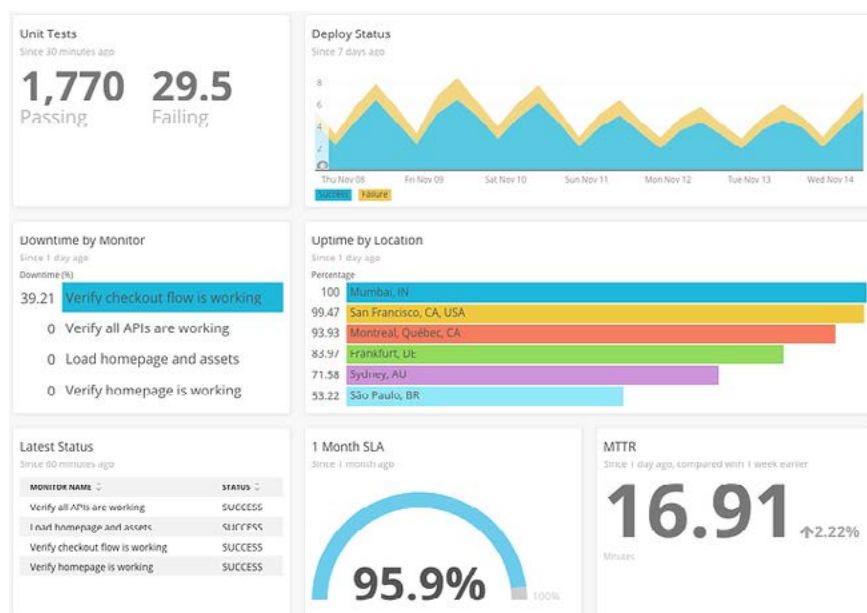 Unit Tests
Since 30 minutes ago
1,770 29.5
Passing Failing
Deploy Status
Since 7 days ago
8
6
4
2
0
Thu Nov 08 Fri Nov 09 Sat Nov 10 Sun Nov 11 Mon Nov 12 Tue Nov 13 Wed Nov 14
Success Failure
Downtime by Monitor
Since 1 day ago
Downtime (%)
39.21 Verify checkout flow is working
0 Verify all APIs are working
0 Load homepage and assets
0 Verify homepage is working
Uptime by Location
Since 1 day ago
Percentage
100 Mumbai, IN
99.47 San Francisco, CA, USA
93.93 Montreal, Québec, CA
83.97 Frankfurt, DE
71.58 Sydney, AU
53.22 São Paulo, BR
Latest Status
Since 60 minutes ago
MONITOR NAME STATUS
Verify all APIs are working SUCCESS
Load homepage and assets SUCCESS
Verify checkout flow is working SUCCESS
Verify homepage is working SUCCESS
1 Month SLA
Since 1 month ago
95.9%
100%
MTTR
Since 1 day ago, compared with 1 week earlier
16.91 ↑2.22%
Minutes